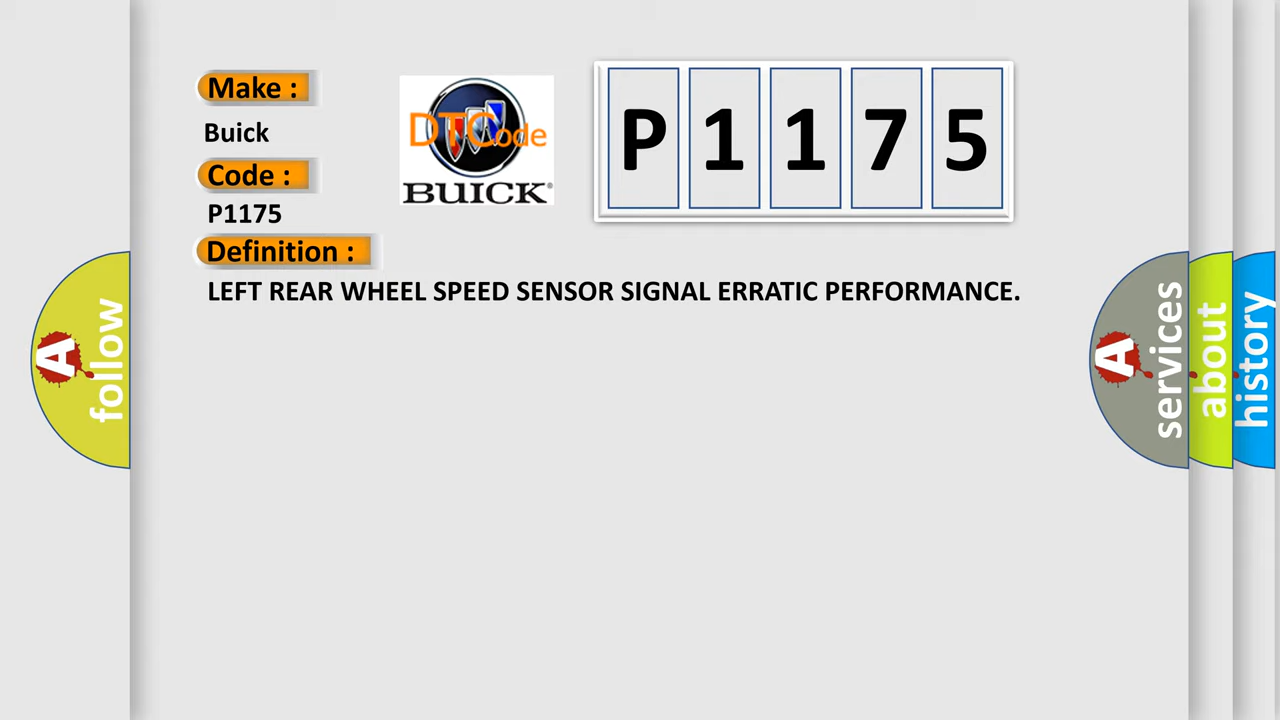 Make :
Buick
Code :
P1175
Definition :
LEFT REAR WHEEL SPEED SENSOR SIGNAL ERRATIC PERFORMANCE.
DTCode
BUICK®
P 1 1 7 5
A follow
A services
about
history